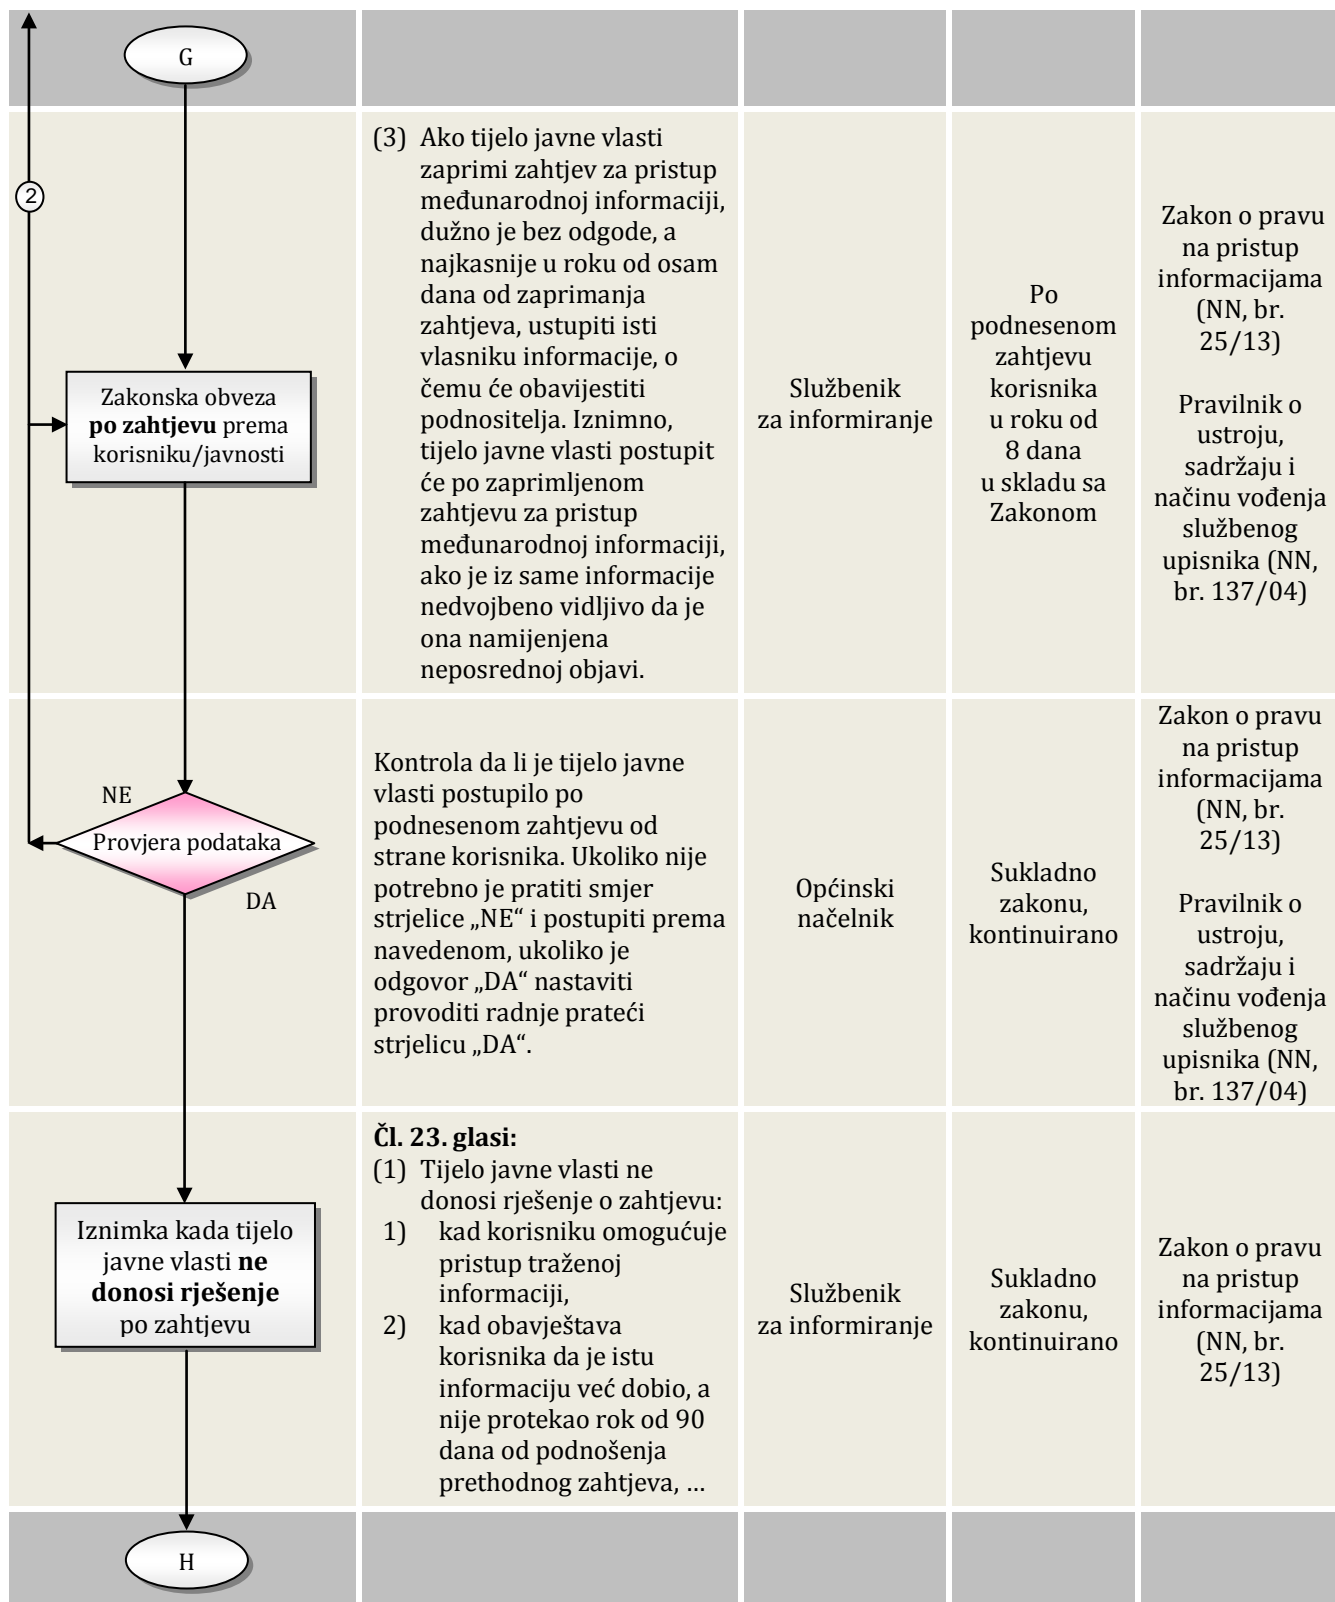 G
2
Zakonska obveza
po zahtjevu prema
korisniku/javnosti
(3) Ako tijelo javne vlasti
zaprimi zahtjev za pristup
međunarodnoj informaciji,
dužno je bez odgode, a
najkasnije u roku od osam
dana od zaprimanja
zahtjeva, ustupiti isti
vlasniku informacije, o
čemu će obavijestiti
podnositelja. Iznimno,
tijelo javne vlasti postupit
će po zaprimljenom
zahtjevu za pristup
međunarodnoj informaciji,
ako je iz same informacije
nedvojbeno vidljivo da je
ona namijenjena
neposrednoj objavi.
Službenik
za informiranje
Po
podnesenom
zahtjevu
korisnika
u roku od
8 dana
u skladu sa
Zakonom
Zakon o pravu
na pristup
informacijama
(NN, br.
25/13)
Pravilnik o
ustroju,
sadržaju i
načinu vođenja
službenog
upisnika (NN,
br. 137/04)
NE
Provjera podataka
DA
Kontrola da li je tijelo javne
vlasti postupilo po
podnesenom zahtjevu od
strane korisnika. Ukoliko nije
potrebno je pratiti smjer
strjelice „NE“ i postupiti prema
navedenom, ukoliko je
odgovor „DA“ nastaviti
provoditi radnje prateći
strjelicu „DA“.
Općinski
načelnik
Sukladno
zakonu,
kontinuirano
Zakon o pravu
na pristup
informacijama
(NN, br.
25/13)
Pravilnik o
ustroju,
sadržaju i
načinu vođenja
službenog
upisnika (NN,
br. 137/04)
Iznimka kada tijelo
javne vlasti ne
donosi rješenje
po zahtjevu
Čl. 23. glasi:
(1) Tijelo javne vlasti ne
donosi rješenje o zahtjevu:
1) kad korisniku omogućuje
pristup traženoj
informaciji,
2) kad obavještava
korisnika da je istu
informaciju već dobio, a
nije protekao rok od 90
dana od podnošenja
prethodnog zahtjeva, ...
Službenik
za informiranje
Sukladno
zakonu,
kontinuirano
Zakon o pravu
na pristup
informacijama
(NN, br.
25/13)
H